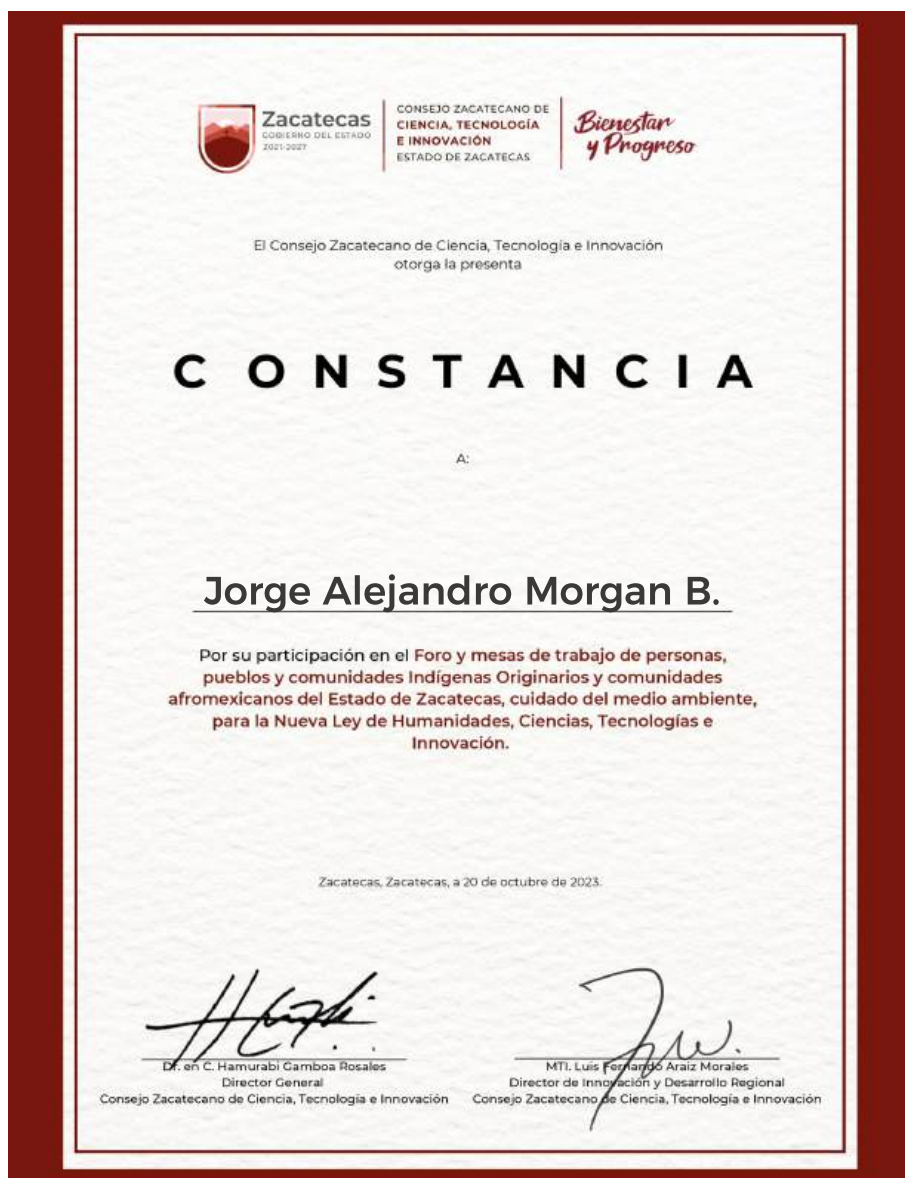 Zacatecas
GOBIERNO DEL ESTADO
2021-2027
CONSEJO ZACATECANO DE
CIENCIA, TECNOLOGÍA
E INNOVACIÓN
ESTADO DE ZACATECAS
Bienestar
y Progreso
El Consejo Zacatecano de Ciencia, Tecnología e Innovación
otorga la presenta
CONSTANCIA
A:
Jorge Alejandro Morgan B.
Por su participación en el Foro y mesas de trabajo de personas,
pueblos y comunidades Indígenas Originarios y comunidades
afromexicanos del Estado de Zacatecas, cuidado del medio ambiente,
para la Nueva Ley de Humanidades, Ciencias, Tecnologías e
Innovación.
Zacatecas, Zacatecas, a 20 de octubre de 2023.
Dr. en C. Hamurabi Gamboa Rosales
Director General
Consejo Zacatecano de Ciencia, Tecnología e Innovación
MTI. Luis Fernando Araiz Morales
Director de Innovación y Desarrollo Regional
Consejo Zacatecano de Ciencia, Tecnología e Innovación